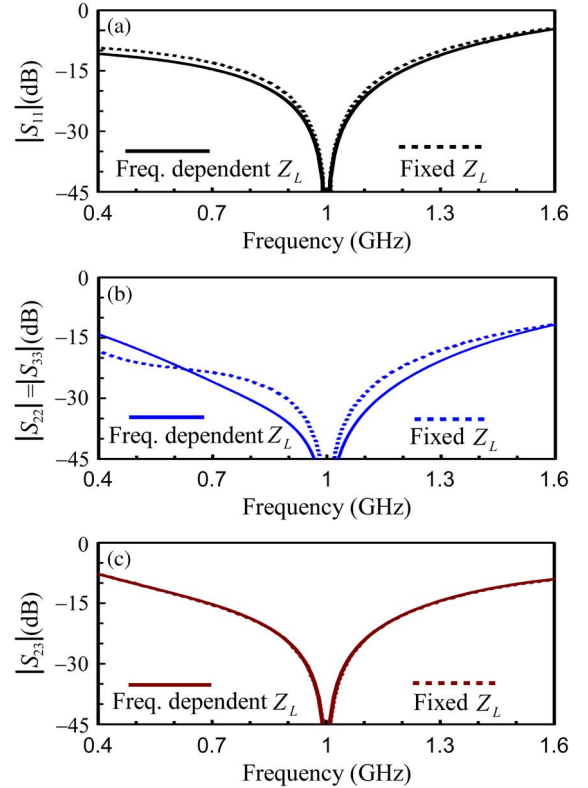 (a)
0
−15
−30
−45
|S11|(dB)
Freq. dependent ZL
Fixed ZL
0.4 0.7 1 1.3 1.6
Frequency (GHz)
(b)
0
−15
−30
−45
|S22|=|S33|(dB)
Freq. dependent ZL
Fixed ZL
0.4 0.7 1 1.3 1.6
Frequency (GHz)
(c)
0
−15
−30
−45
|S23|(dB)
Freq. dependent ZL
Fixed ZL
0.4 0.7 1 1.3 1.6
Frequency (GHz)